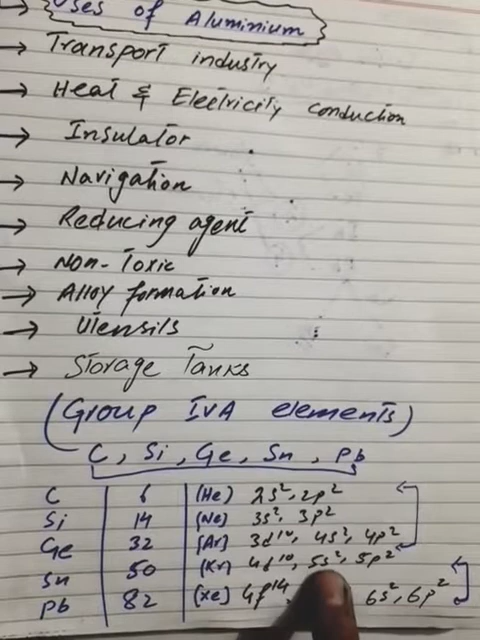 → Uses of Aluminium
→ Transport industry
→ Heat & Electricity conduction
→ Insulator
→ Navigation
→ Reducing agent
→ Non-Toxic
→ Alloy formation
→ Utensils
→ Storage Tanks
(Group IVA elements)
C, Si, Ge, Sn, Pb
C 6 [He] 2s², 2p²
Si 14 [Ne] 3s², 3p²
Ge 32 [Ar] 3d¹⁰, 4s², 4p²
Sn 50 [Kr] 4d¹⁰, 5s², 5p²
Pb 82 [Xe] 4f¹⁴, 6s², 6p²